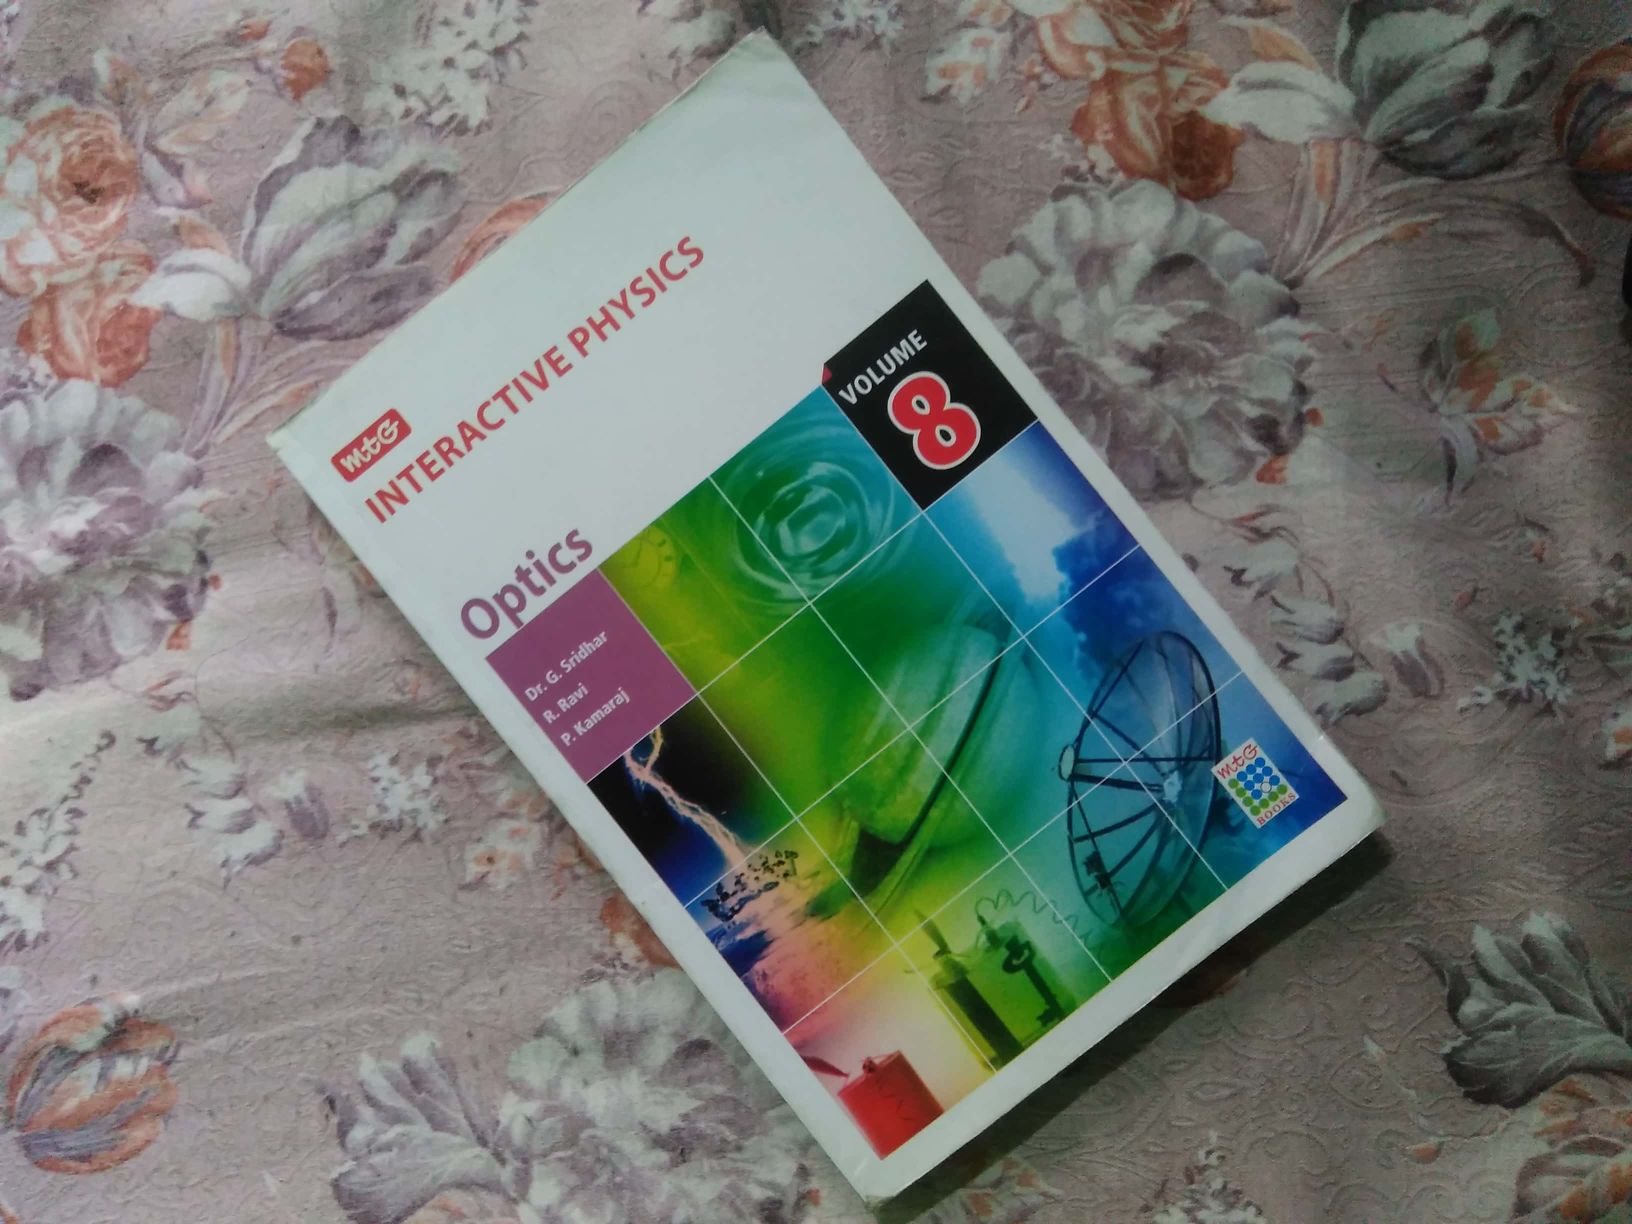 mtG
INTERACTIVE PHYSICS
VOLUME
8
Optics
Dr. G. Sridhar
R. Ravi
P. Kamaraj
mtG
BOOKS